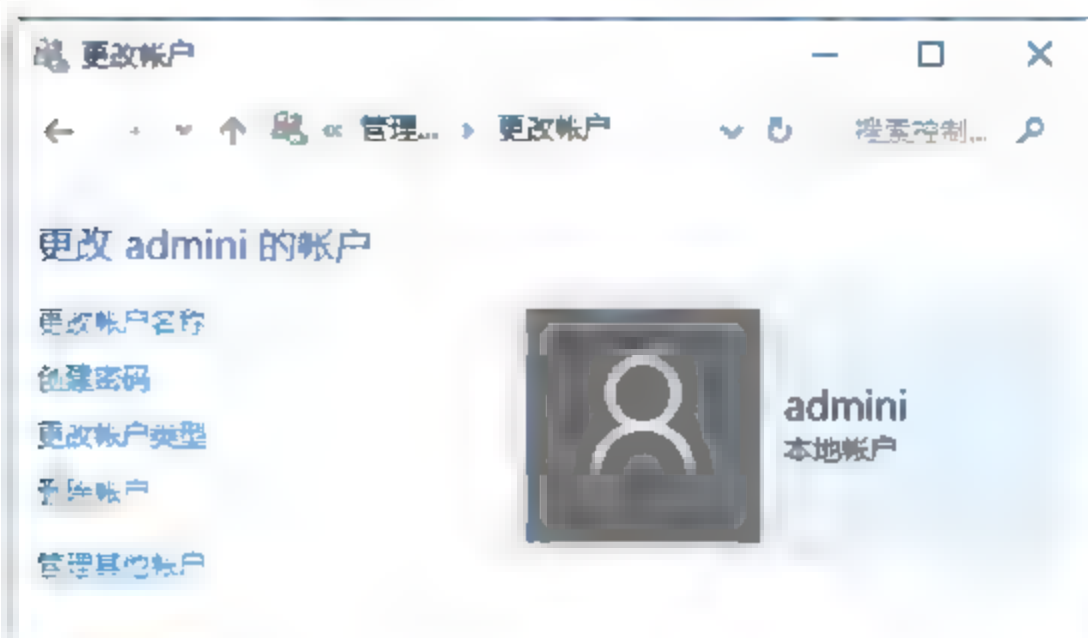 更改帐户
« 管理... › 更改帐户 搜索控制...
更改 admini 的帐户
更改帐户名称
创建密码
更改帐户类型
删除帐户
管理其他帐户
admini
本地帐户